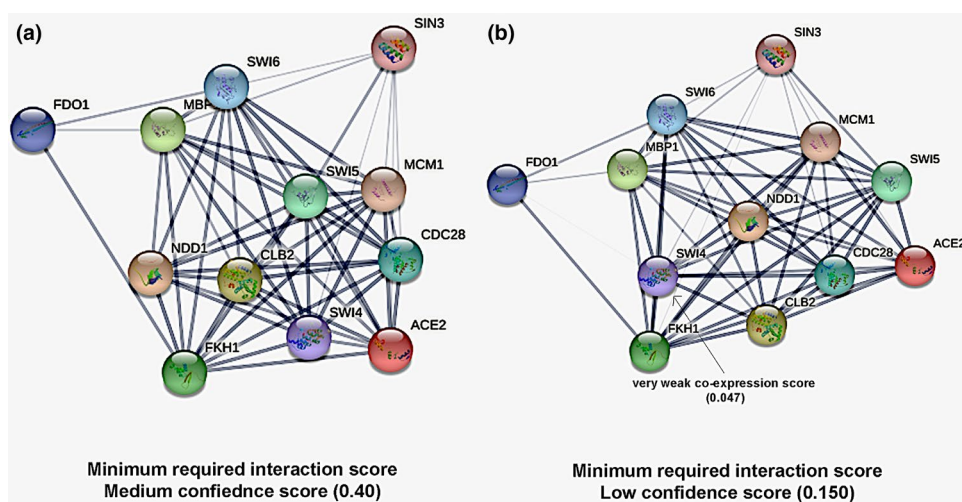 (a)
SIN3
SWI6
FDO1
MBP
SWI5
MCM1
NDD1
CLB2
CDC28
SWI4
ACE2
FKH1
Minimum required interaction score
Medium confiednce score (0.40)
(b)
SIN3
SWI6
MCM1
MBP1
SWI5
FDO1
NDD1
SWI4
CDC28
ACE2
CLB2
FKH1
very weak co-expression score
(0.047)
Minimum required interaction score
Low confidence score (0.150)